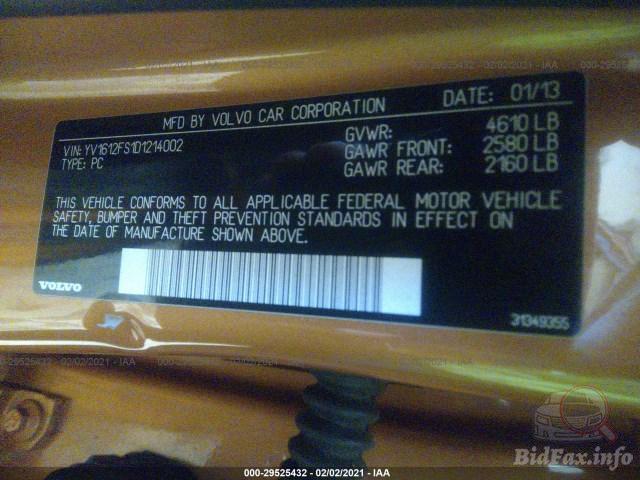 MFD BY VOLVO CAR CORPORATION DATE: 01/13
VIN: YV1612FS1D1214002
TYPE: PC
GVWR: 4610 LB
GAWR FRONT: 2580 LB
GAWR REAR: 2160 LB
THIS VEHICLE CONFORMS TO ALL APPLICABLE FEDERAL MOTOR VEHICLE
SAFETY, BUMPER AND THEFT PREVENTION STANDARDS IN EFFECT ON
THE DATE OF MANUFACTURE SHOWN ABOVE.
VOLVO
31349355
000-29525432 - 02/02/2021 - IAA
BidFax.info